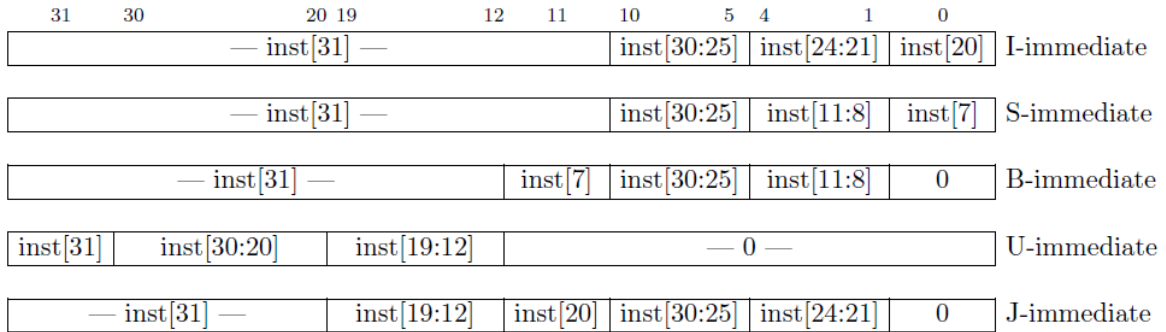 31 30 20 19 12 11 10 5 4 1 0
— inst[31] — inst[30:25] inst[24:21] inst[20] I-immediate
— inst[31] — inst[30:25] inst[11:8] inst[7] S-immediate
— inst[31] — inst[7] inst[30:25] inst[11:8] 0 B-immediate
inst[31] inst[30:20] inst[19:12] — 0 — U-immediate
— inst[31] — inst[19:12] inst[20] inst[30:25] inst[24:21] 0 J-immediate